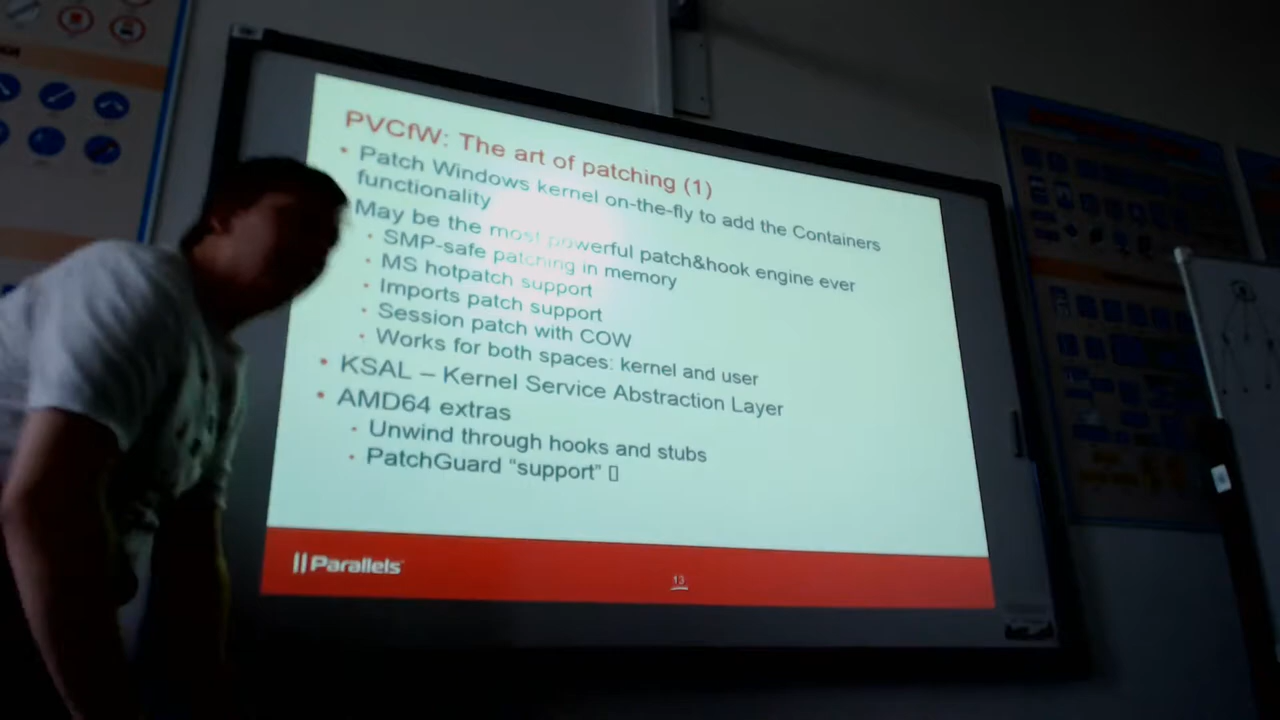 PVCfW: The art of patching (1)
• Patch Windows kernel on-the-fly to add the Containers
functionality
May be the most powerful patch&hook engine ever
• SMP-safe patching in memory
• MS hotpatch support
• Imports patch support
• Session patch with COW
• Works for both spaces: kernel and user
• KSAL – Kernel Service Abstraction Layer
• AMD64 extras
• Unwind through hooks and stubs
• PatchGuard “support” ▯
Parallels
13